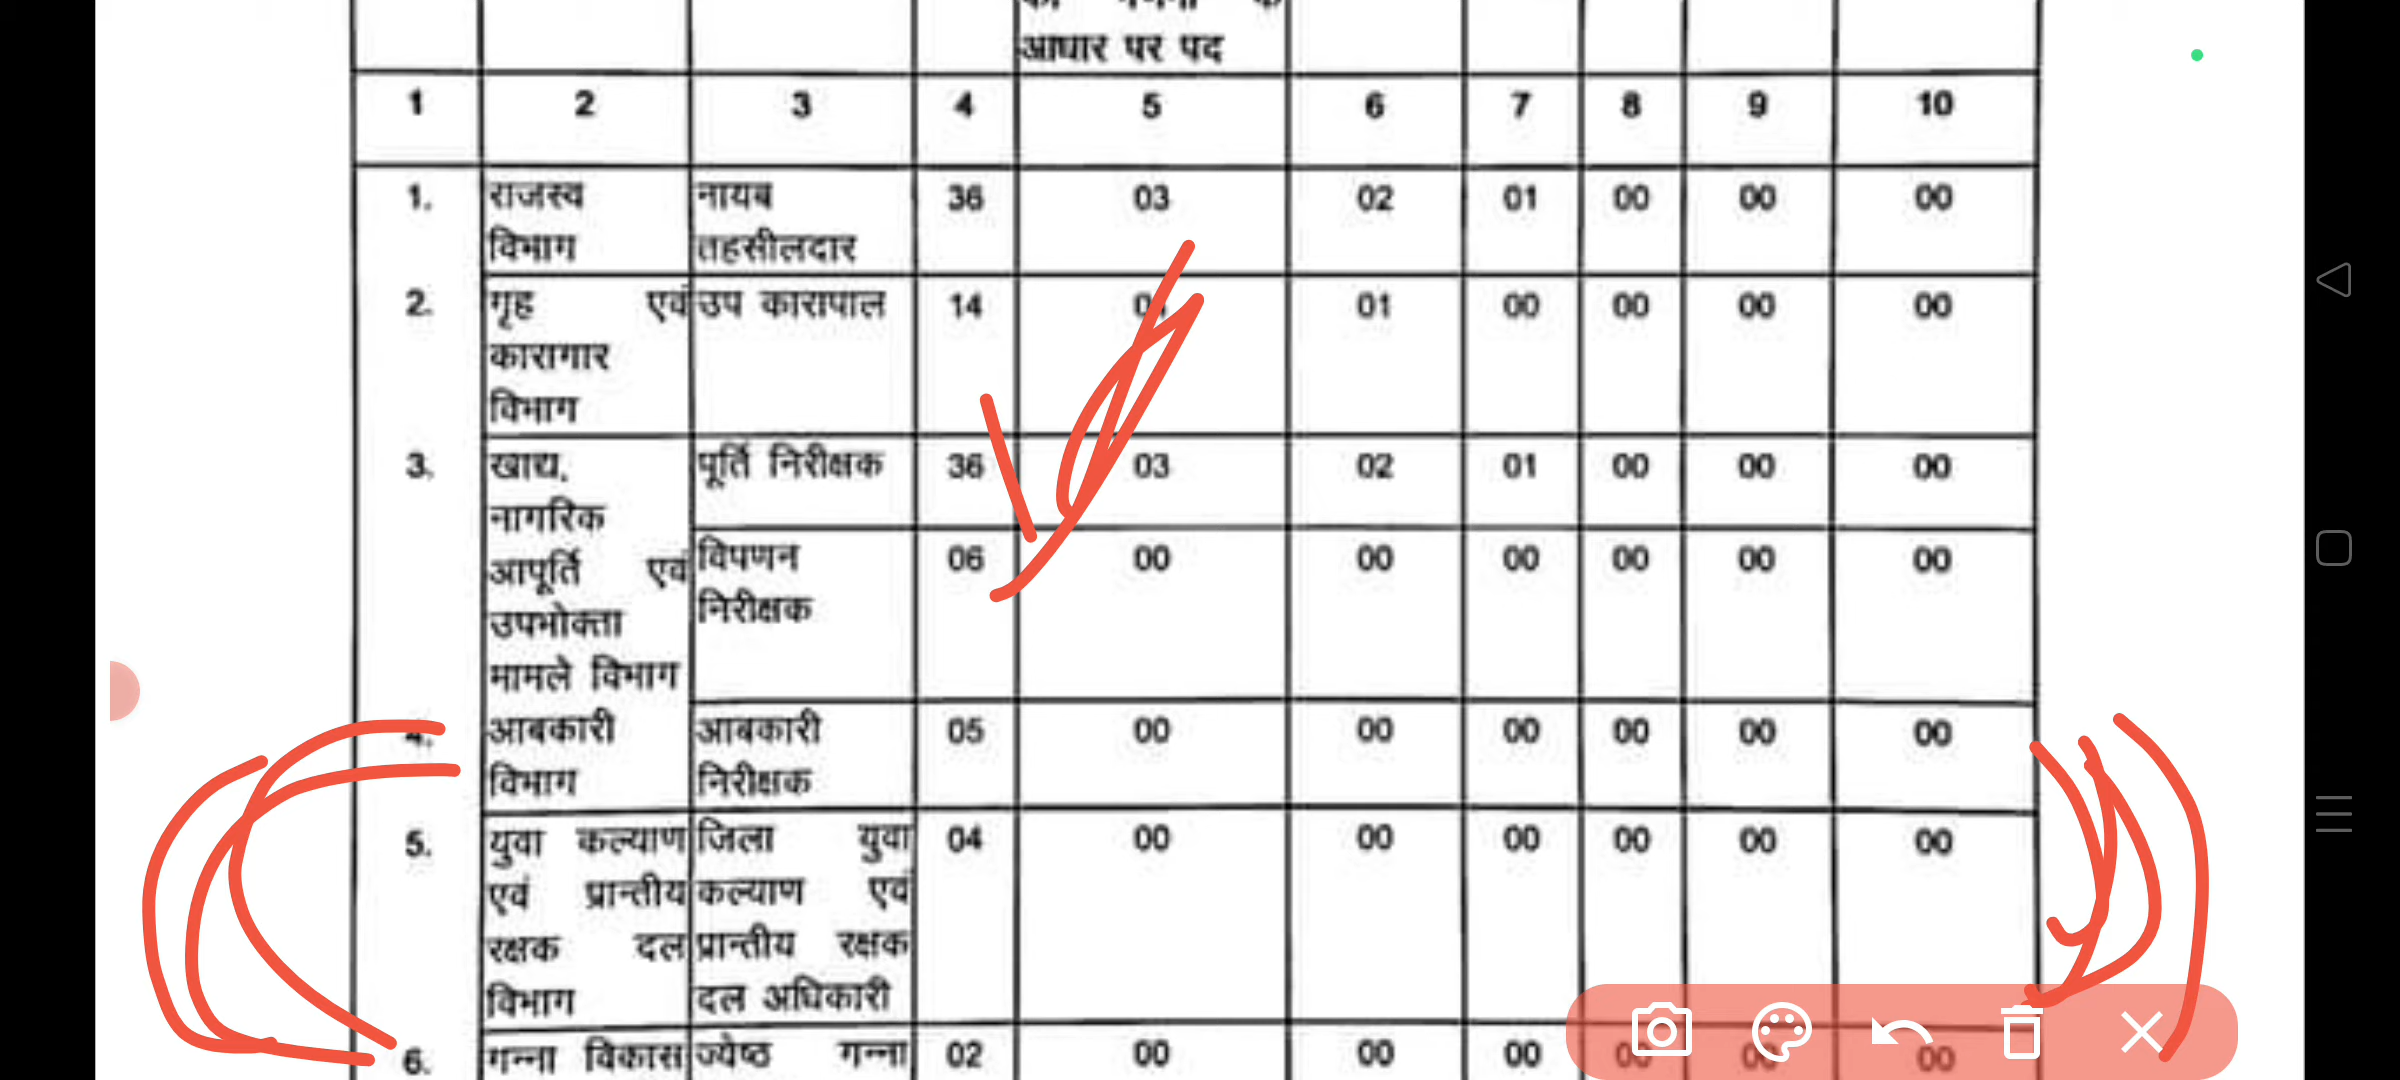 आधार पर पद
1 2 3 4 5 6 7 8 9 10
1. राजस्व नायब 36 03 02 01 00 00 00
विभाग तहसीलदार
2. गृह एवं उप कारापाल 14 01 00 00 00 00
कारागार
विभाग
3. खाद्य, पूर्ति निरीक्षक 36 03 02 01 00 00 00
नागरिक
आपूर्ति एवं विपणन 06 00 00 00 00 00 00
उपभोक्ता निरीक्षक
मामले विभाग
4. आबकारी आबकारी 05 00 00 00 00 00 00
विभाग निरीक्षक
5. युवा कल्याण जिला युवा 04 00 00 00 00 00 00
एवं प्रान्तीय कल्याण एवं
रक्षक दल प्रान्तीय रक्षक
विभाग दल अधिकारी
6. गन्ना विकास ज्येष्ठ गन्ना 02 00 00 00 00 00 00